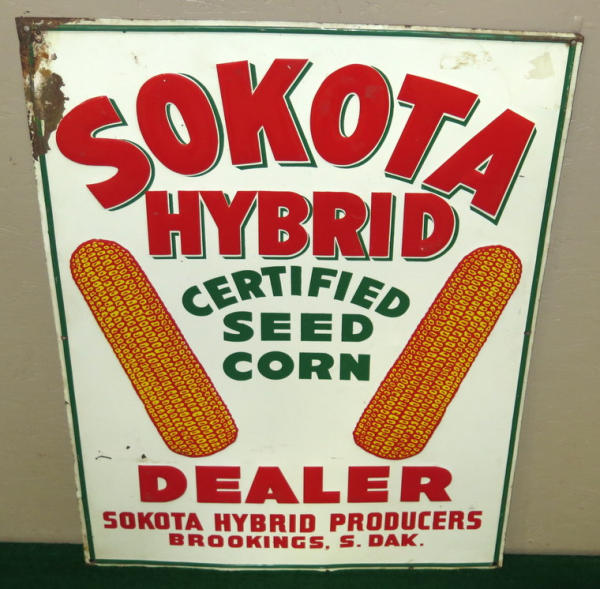 SOKOTA
HYBRID
CERTIFIED
SEED
CORN
DEALER
SOKOTA HYBRID PRODUCERS
BROOKINGS, S. DAK.